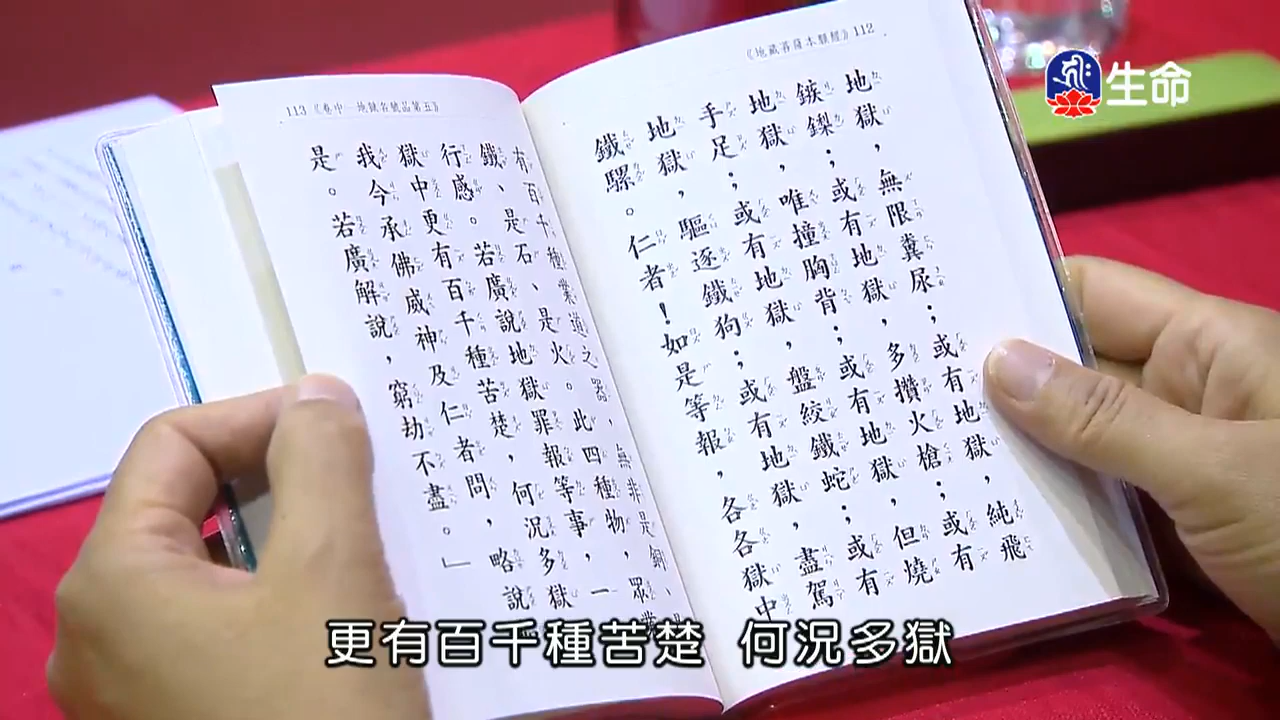 生命
《地藏菩薩本願經》112
地獄，無限糞尿；或有地獄，純飛
鏃鑗；或有地獄，多攢火槍；或有
地獄，唯撞胸背；或有地獄，但燒
手足；或有地獄，盤絞鐵蛇；或有
地獄，驅逐鐵狗；或有地獄，盡駕
鐵騾。仁者！如是等報，各各獄中
113《卷中—地獄名號品第五》
有百千種業道之器，無非是銅、是
鐵、是石、是火。此四種物，眾業
行感。若廣說地獄罪報等事，一
獄中更有百千種苦楚，何況多獄
我今承佛威神及仁者問，略說
是。若廣解說，窮劫不盡。」
更有百千種苦楚 何況多獄